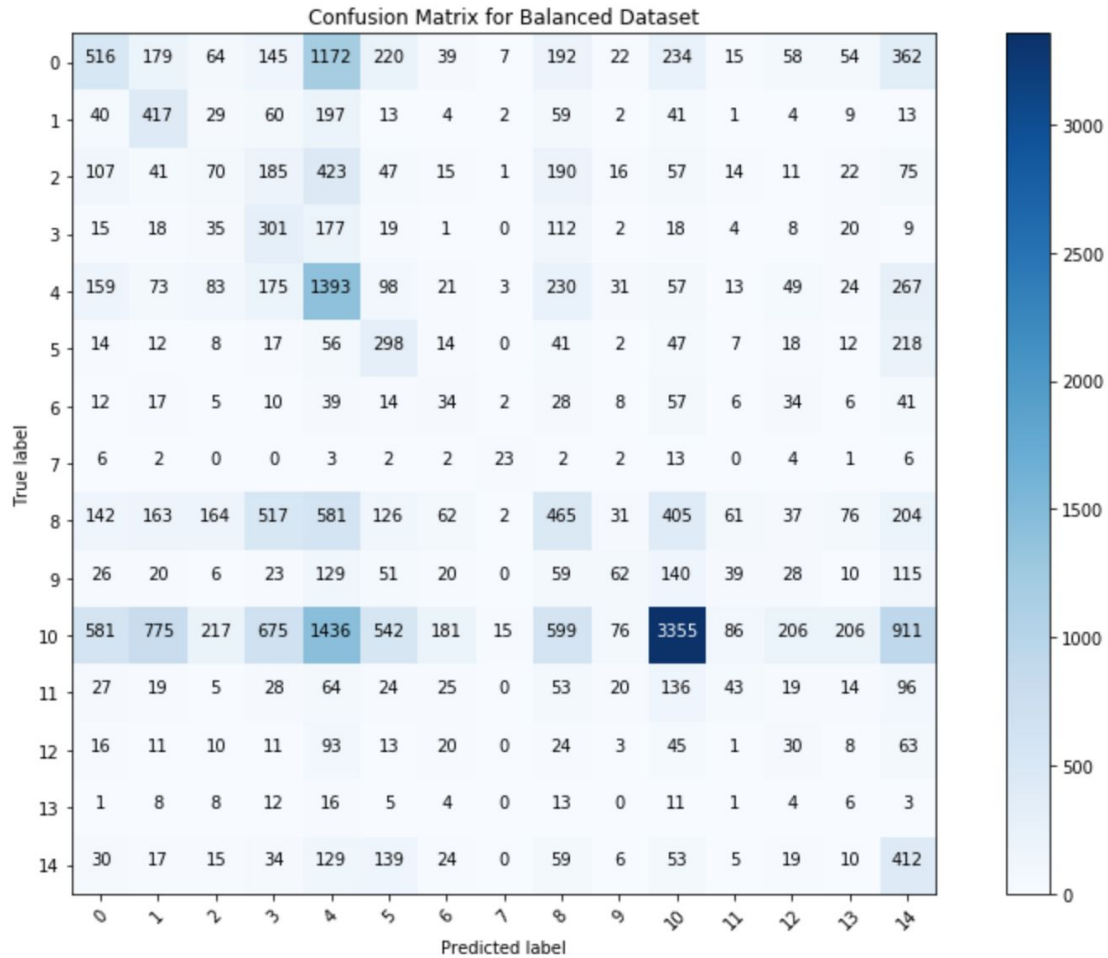 Confusion Matrix for Balanced Dataset
0 516 179 64 145 1172 220 39 7 192 22 234 15 58 54 362
1 40 417 29 60 197 13 4 2 59 2 41 1 4 9 13
2 107 41 70 185 423 47 15 1 190 16 57 14 11 22 75
3 15 18 35 301 177 19 1 0 112 2 18 4 8 20 9
4 159 73 83 175 1393 98 21 3 230 31 57 13 49 24 267
5 14 12 8 17 56 298 14 0 41 2 47 7 18 12 218
6 12 17 5 10 39 14 34 2 28 8 57 6 34 6 41
7 6 2 0 0 3 2 2 23 2 2 13 0 4 1 6
8 142 163 164 517 581 126 62 2 465 31 405 61 37 76 204
9 26 20 6 23 129 51 20 0 59 62 140 39 28 10 115
10 581 775 217 675 1436 542 181 15 599 76 3355 86 206 206 911
11 27 19 5 28 64 24 25 0 53 20 136 43 19 14 96
12 16 11 10 11 93 13 20 0 24 3 45 1 30 8 63
13 1 8 8 12 16 5 4 0 13 0 11 1 4 6 3
14 30 17 15 34 129 139 24 0 59 6 53 5 19 10 412
0 1 2 3 4 5 6 7 8 9 10 11 12 13 14
Predicted label
True label
3000
2500
2000
1500
1000
500
0